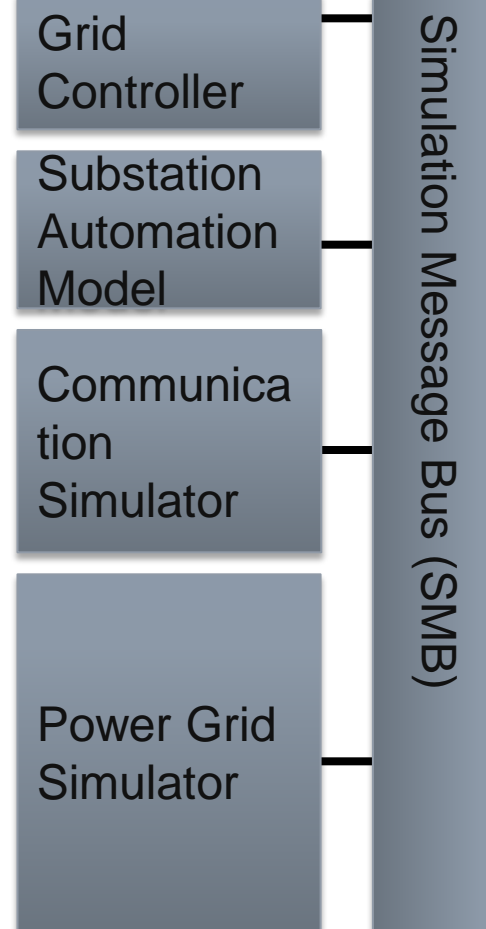 Grid
Controller
Substation
Automation
Model
Communica
tion
Simulator
Power Grid
Simulator
Simulation Message Bus (SMB)